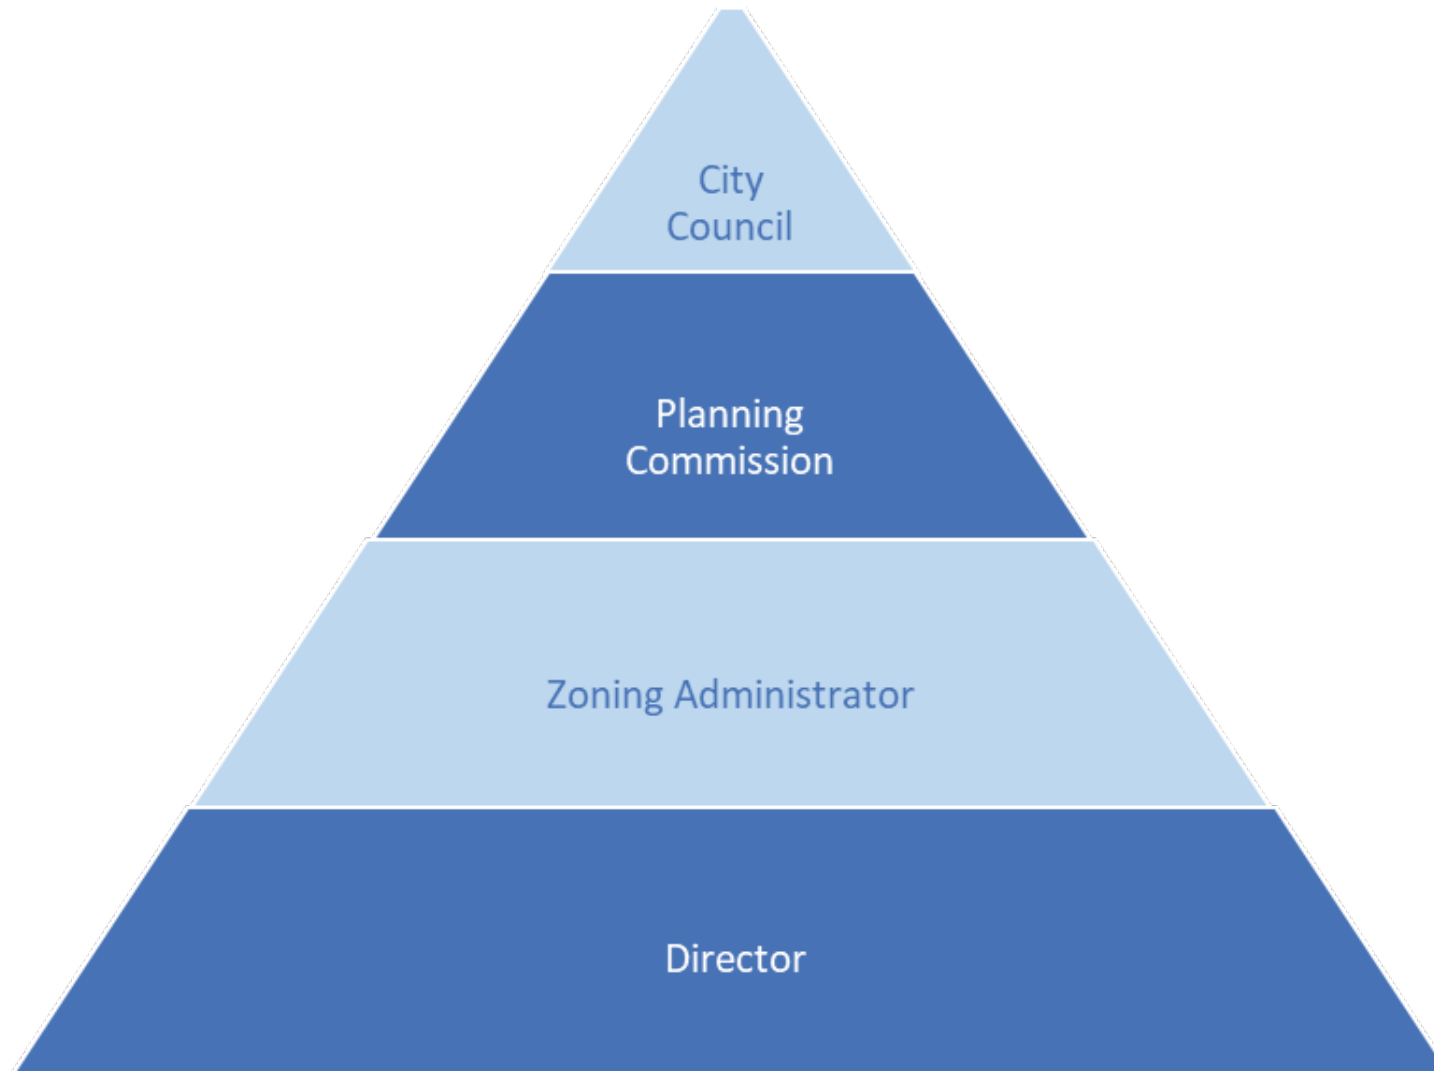 City
Council
Planning
Commission
Zoning Administrator
Director